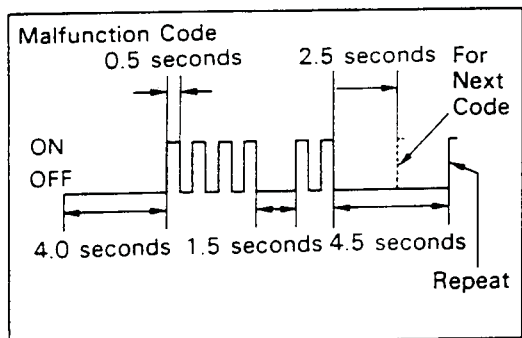 Malfunction Code
0.5 seconds
2.5 seconds
For
Next
Code
ON
OFF
4.0 seconds
1.5 seconds
4.5 seconds
Repeat